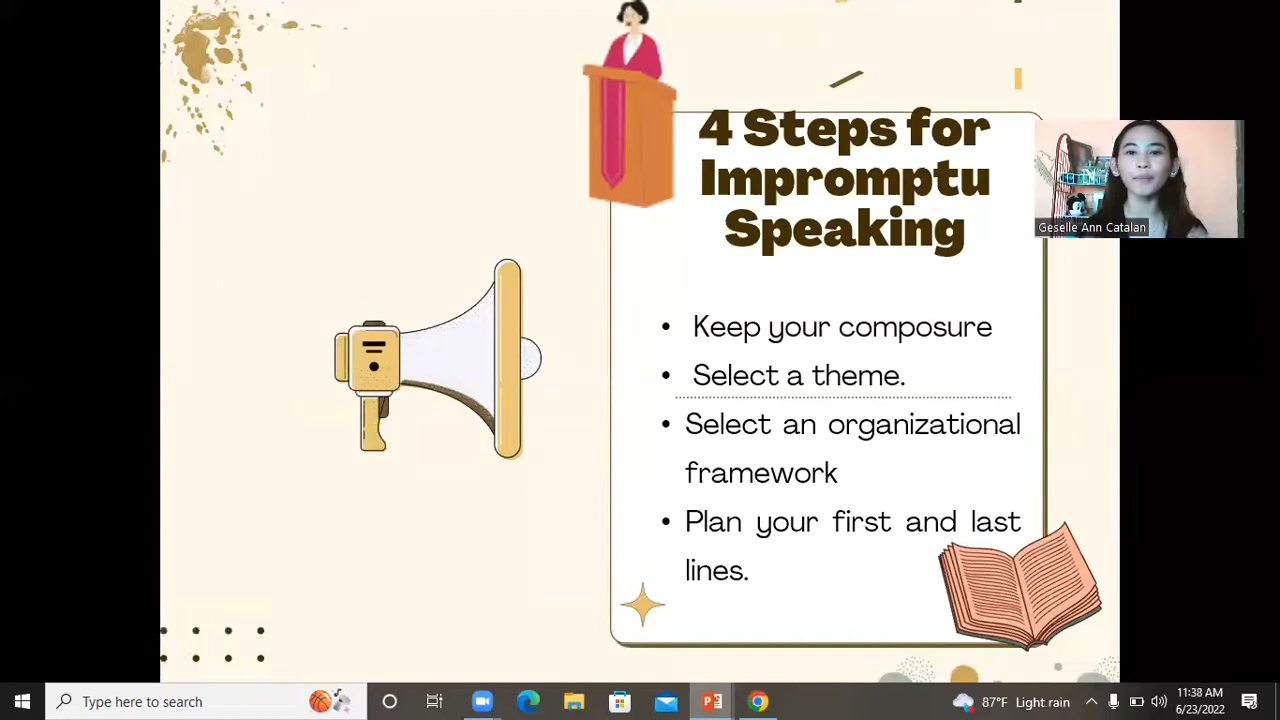 4 Steps for
Impromptu
Speaking
Geselle Ann Catalan
• Keep your composure
• Select a theme.
• Select an organizational
framework
• Plan your first and last
lines.
Type here to search
87°F Light rain
11:38 AM
6/23/2022